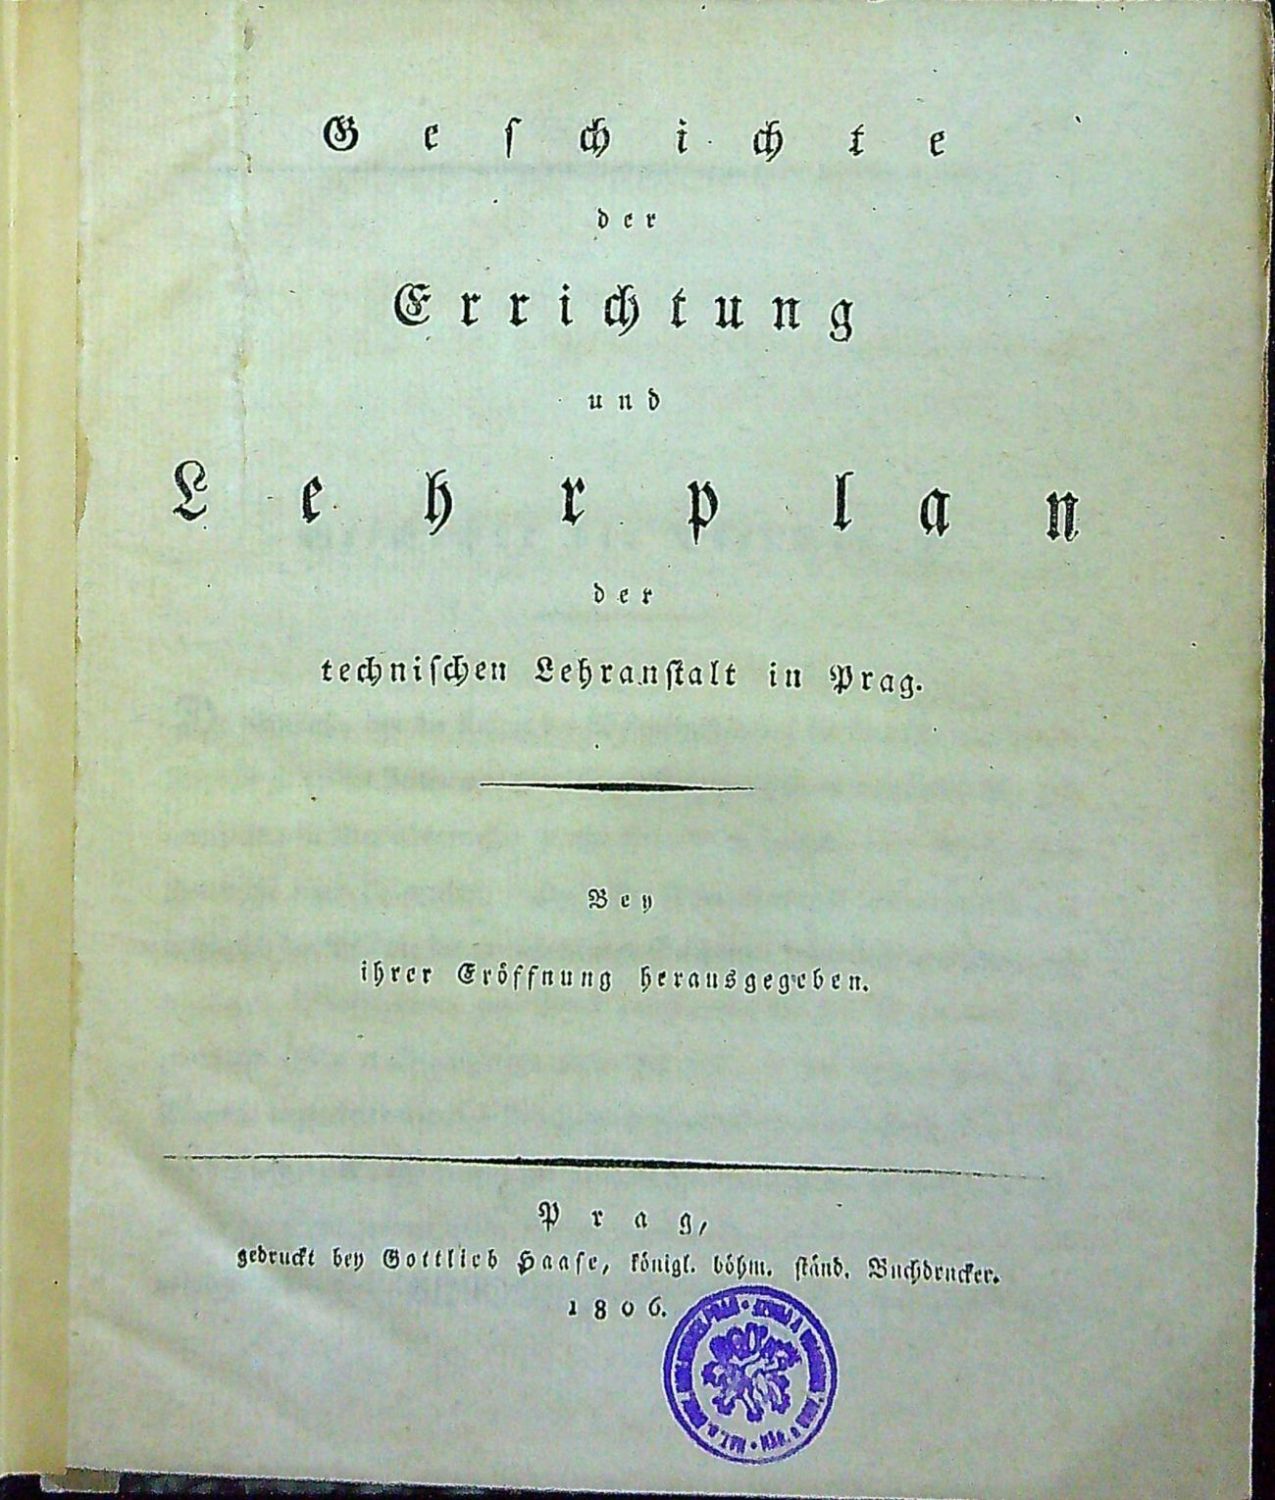 Geschichte
der
Errichtung
und
Lehrplan
der
technischen Lehranstalt in Prag.
Bey
ihrer Eröffnung herausgegeben.
Prag,
gedruckt bey Gottlieb Haase, königl. böhm. ständ. Buchdrucker.
1806.